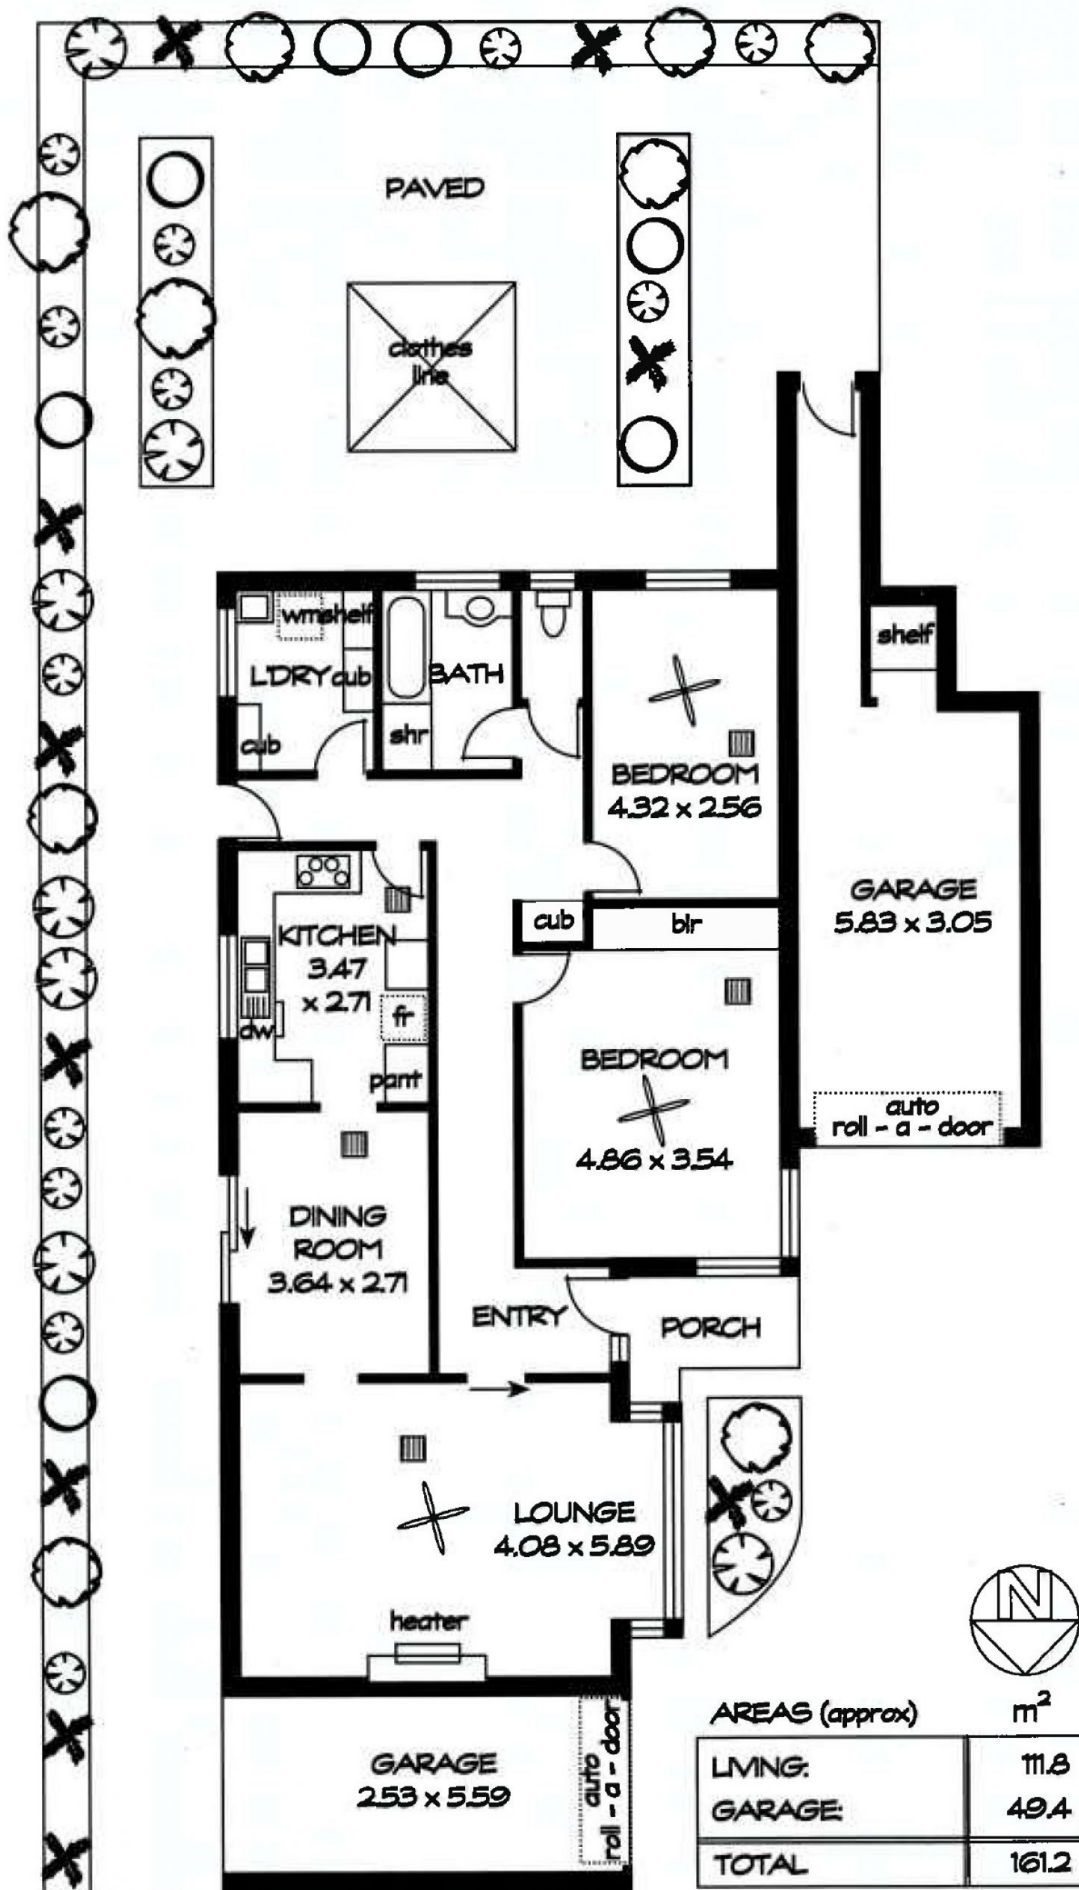 PAVED
clothes
line
wm shelf
L'DRY cub
BATH
cub
shr
shelf
BEDROOM
4.32 x 2.56
GARAGE
5.83 x 3.05
cub
bir
KITCHEN
3.47
x 2.71
dw
fr
pant
BEDROOM
4.86 x 3.54
auto
roll - a - door
DINING
ROOM
3.64 x 2.71
ENTRY
PORCH
LOUNGE
4.08 x 5.89
heater
N
GARAGE
2.53 x 5.59
auto
roll - a - door
AREAS (approx) m²
LIVING: 111.8
GARAGE: 49.4
TOTAL 161.2